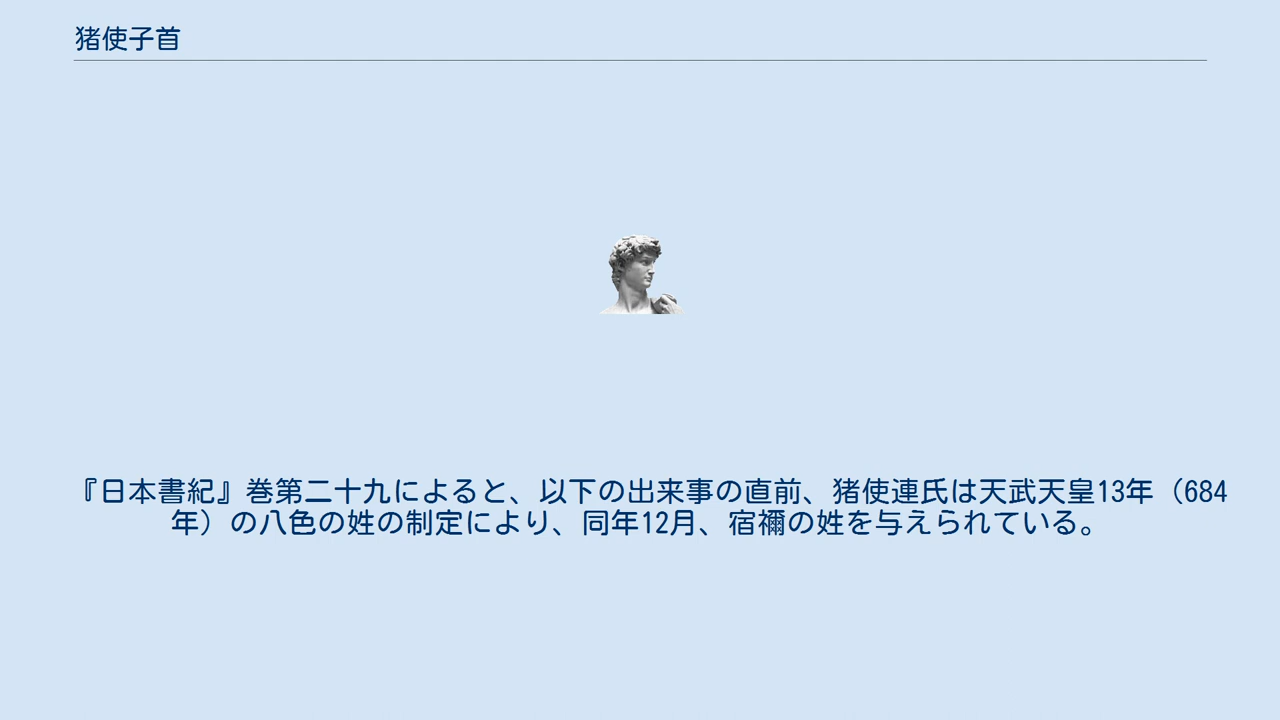 猪使子首
『日本書紀』巻第二十九によると、以下の出来事の直前、猪使連氏は天武天皇13年（684
年）の八色の姓の制定により、同年12月、宿禰の姓を与えられている。